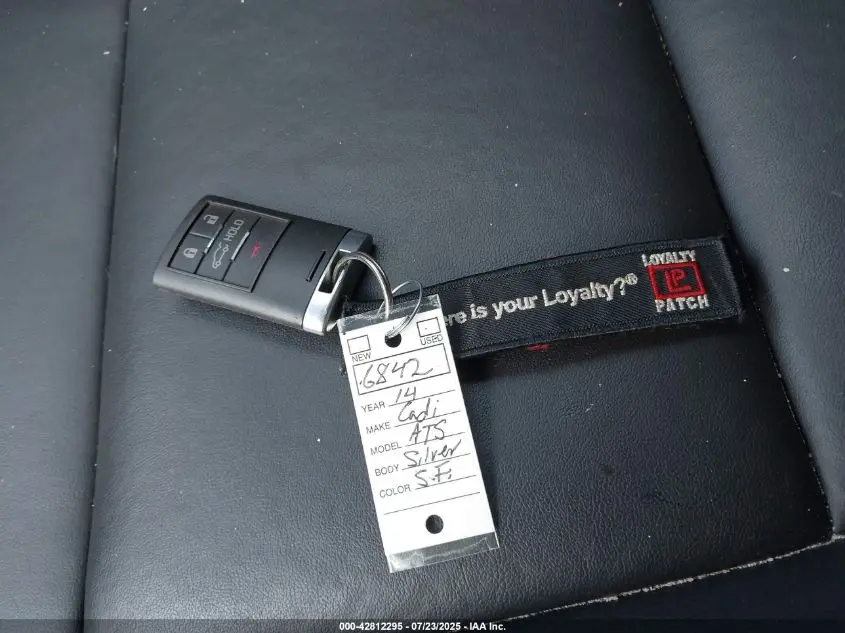 HOLD
re is your Loyalty?®
LOYALTY
LP
PATCH
NEW
USED
6842
YEAR 14
MAKE Cadi
MODEL ATS
BODY Silver
COLOR S.F.
000-42812295 - 07/23/2025 - IAA Inc.